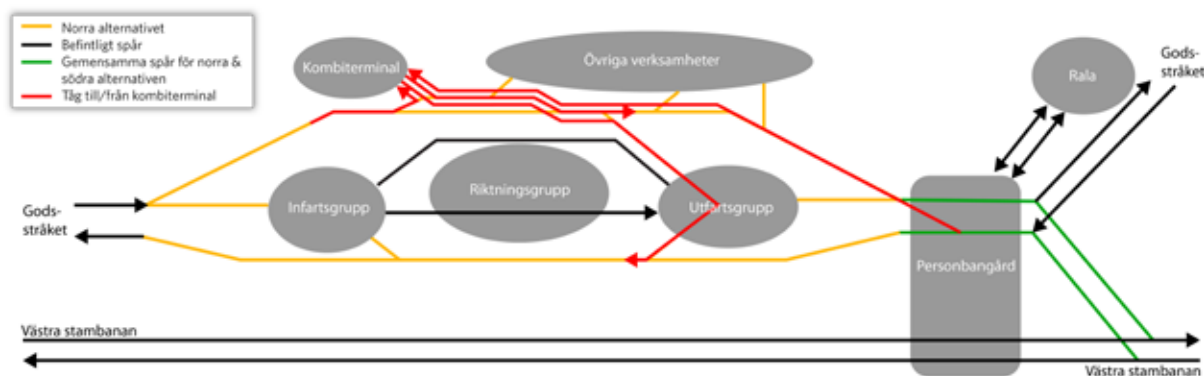 Norra alternativet
Befintligt spår
Gemensamma spår för norra &
södra alternativen
Tåg till/från kombiterminal
Kombiterminal
Övriga verksamheter
Rala
Gods-
stråket
Gods-
stråket
Infartsgrupp
Riktningsgrupp
Utfartsgrupp
Personbangård
Västra stambanan
Västra stambanan